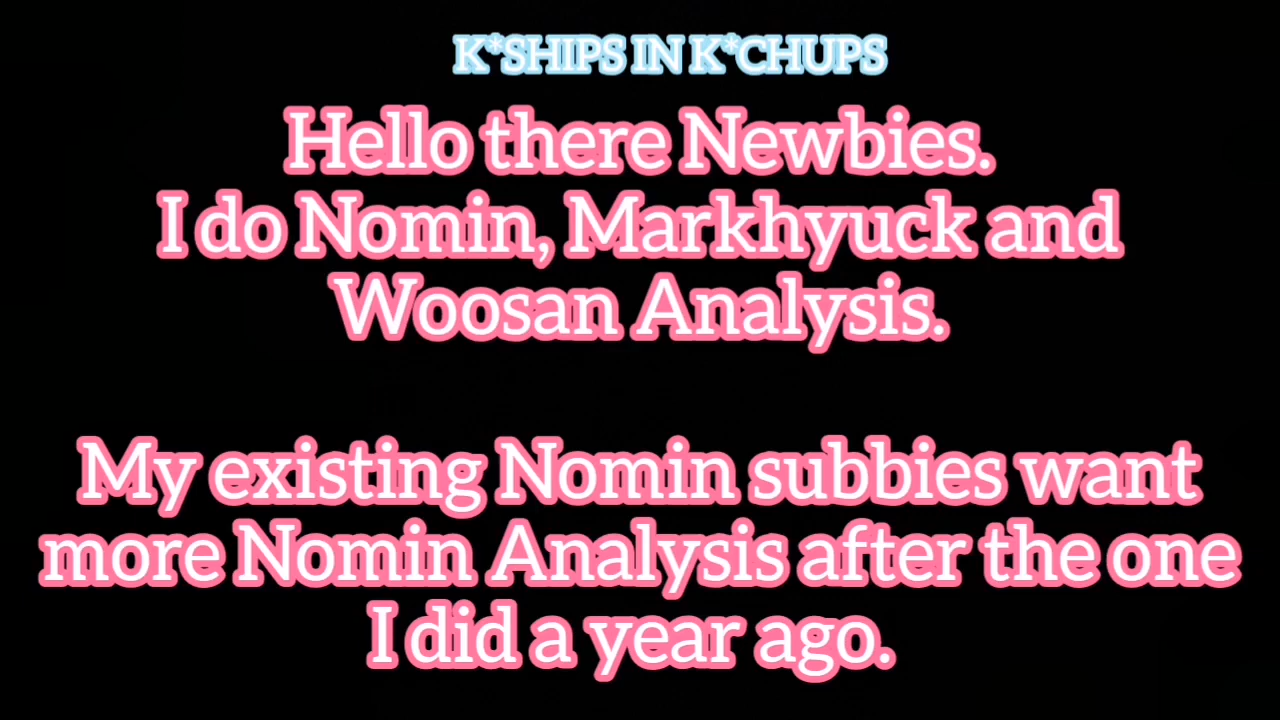 K*SHIPS IN K*CHUPS
Hello there Newbies.
I do Nomin, Markhyuck and
Woosan Analysis.
My existing Nomin subbies want
more Nomin Analysis after the one
I did a year ago.